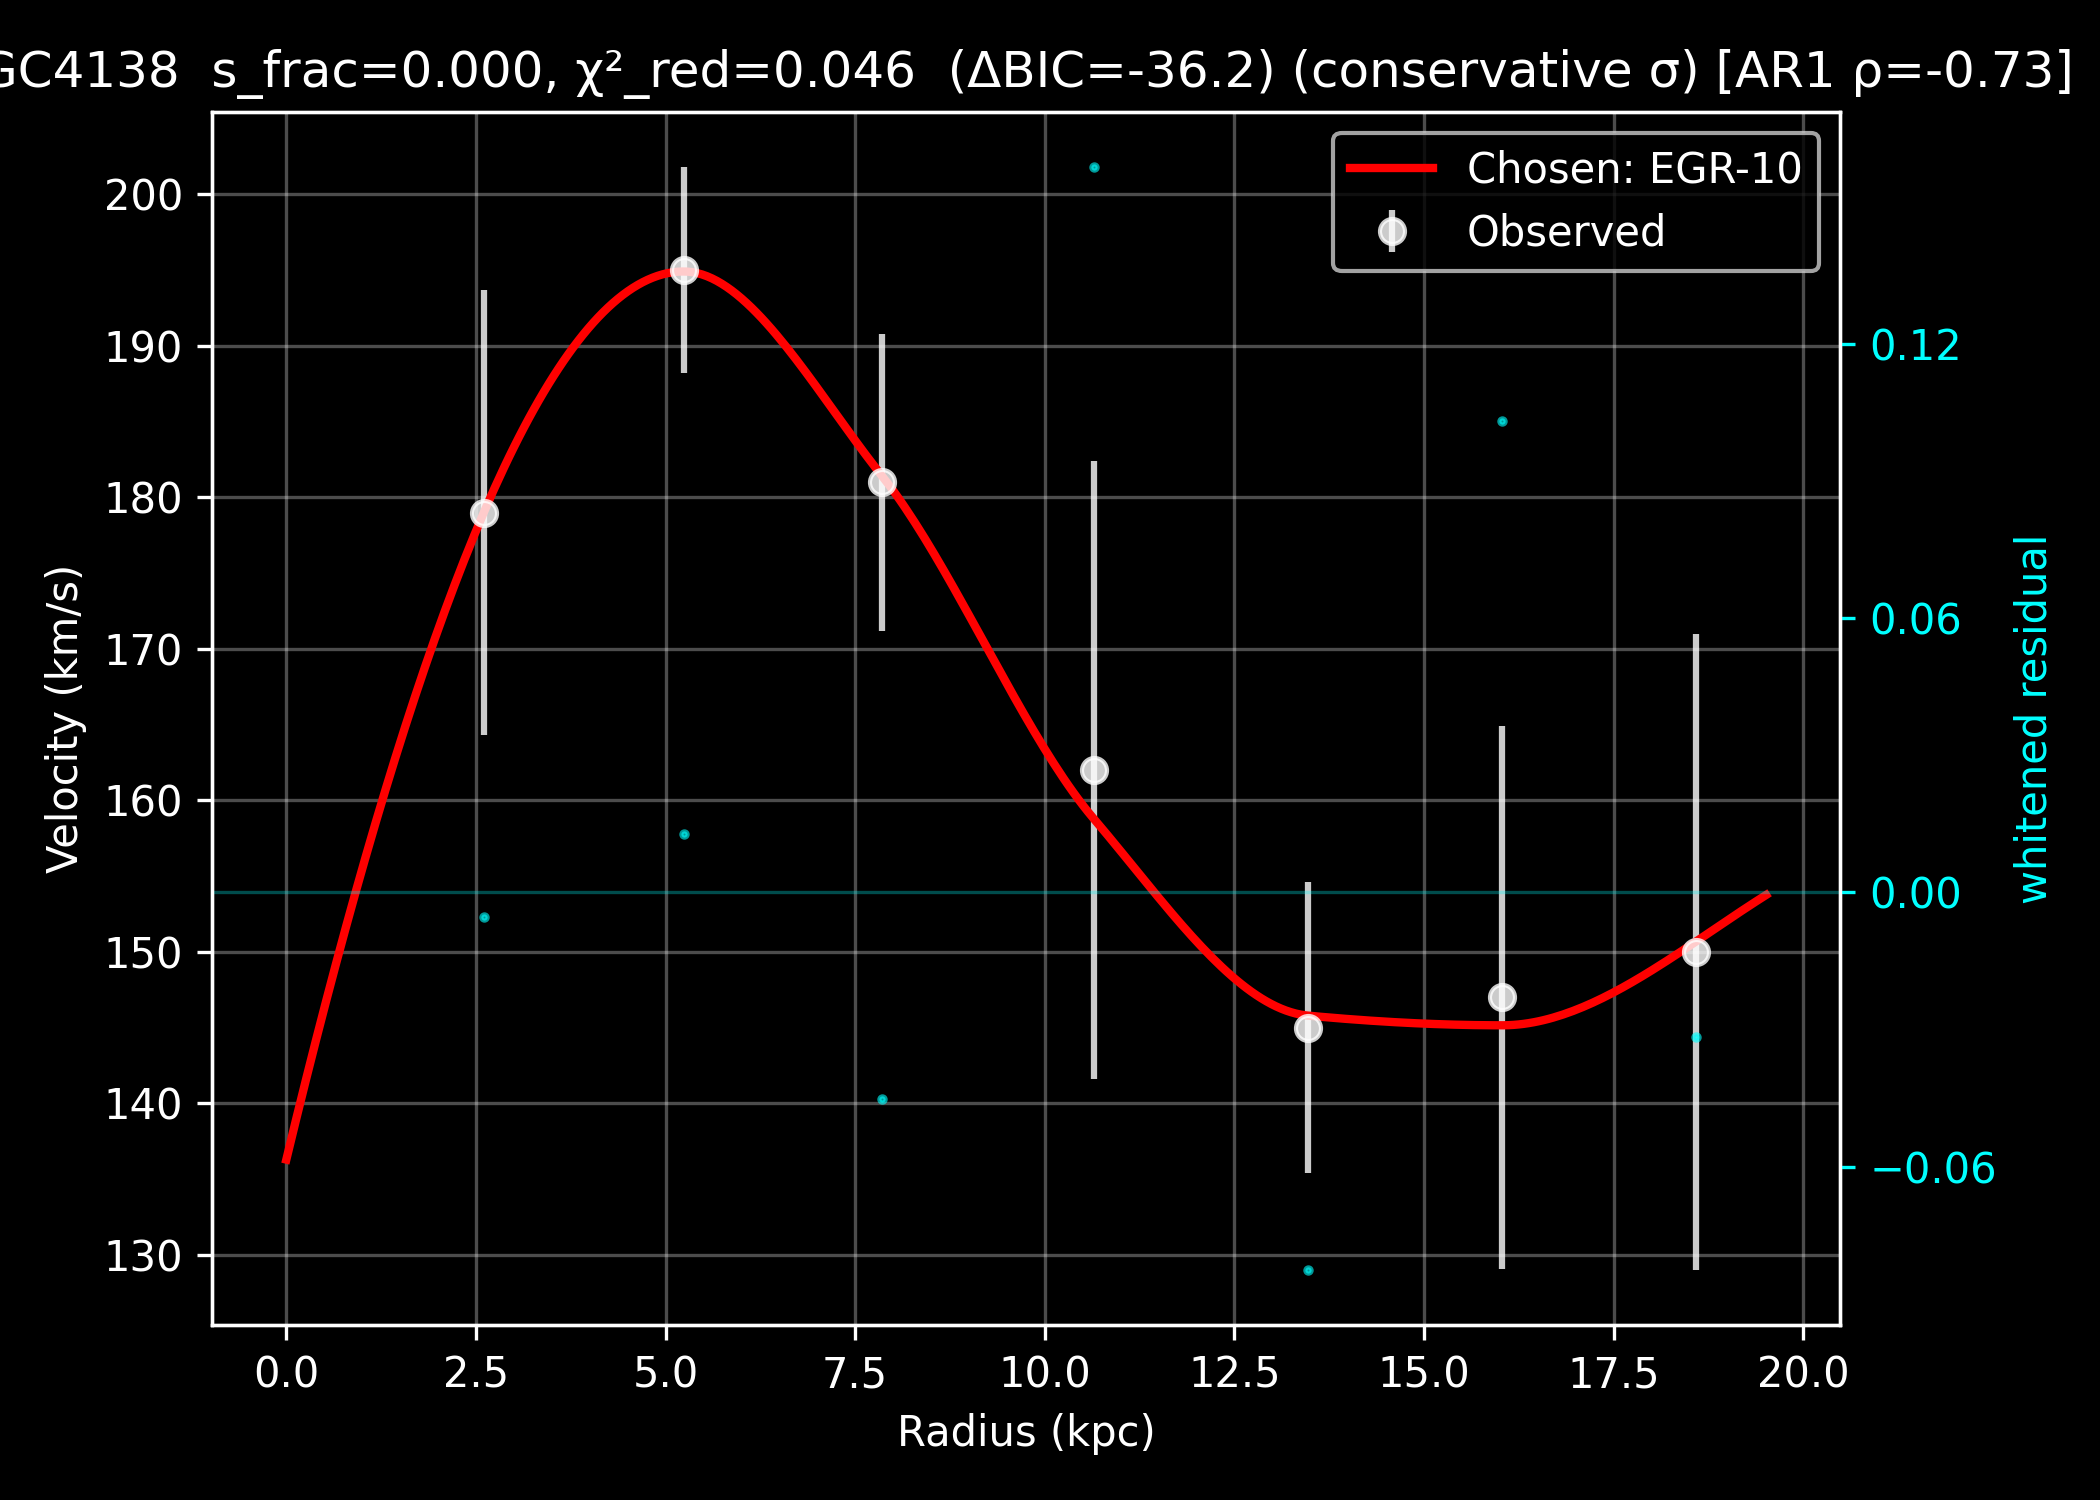 GC4138 s_frac=0.000, χ²_red=0.046 (ΔBIC=-36.2) (conservative σ) [AR1 ρ=-0.73]
Chosen: EGR-10
Observed
200
190
180
170
160
150
140
130
Velocity (km/s)
0.12
0.06
0.00
−0.06
whitened residual
0.0 2.5 5.0 7.5 10.0 12.5 15.0 17.5 20.0
Radius (kpc)